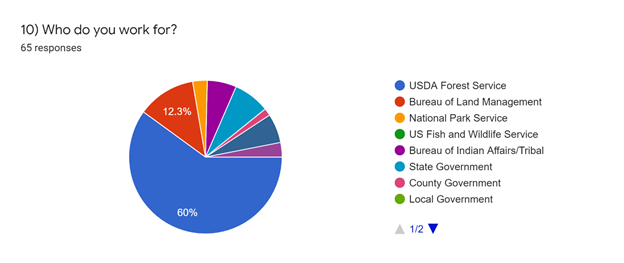 10) Who do you work for?
65 responses
12.3%
60%
USDA Forest Service
Bureau of Land Management
National Park Service
US Fish and Wildlife Service
Bureau of Indian Affairs/Tribal
State Government
County Government
Local Government
1/2